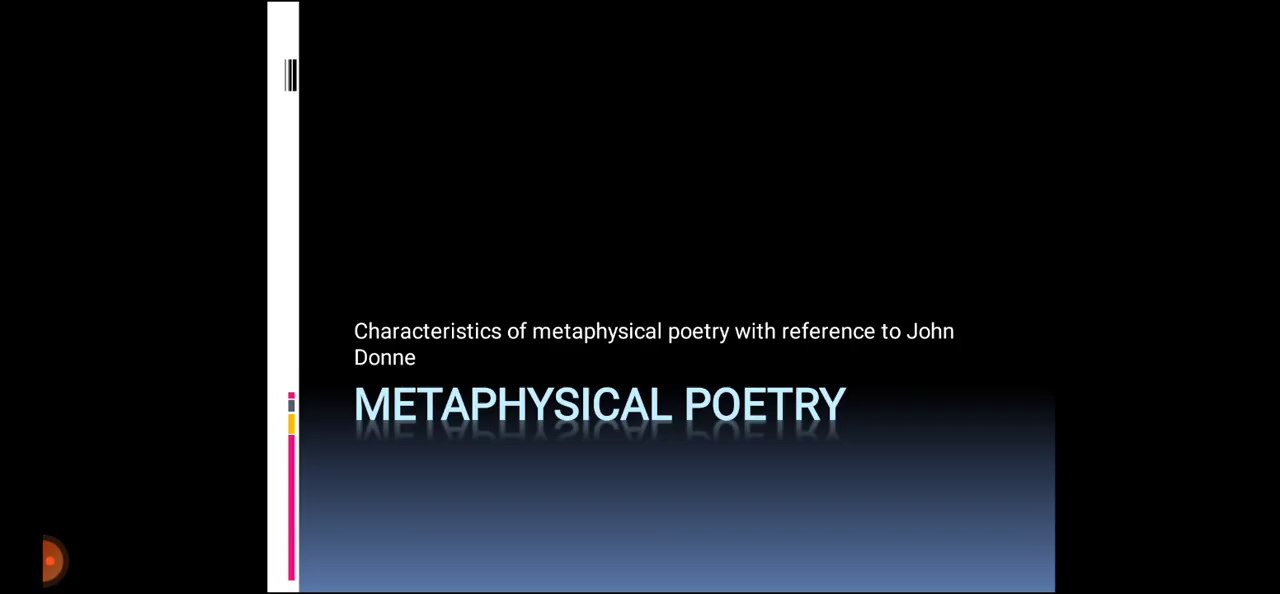 Characteristics of metaphysical poetry with reference to John
Donne
METAPHYSICAL POETRY